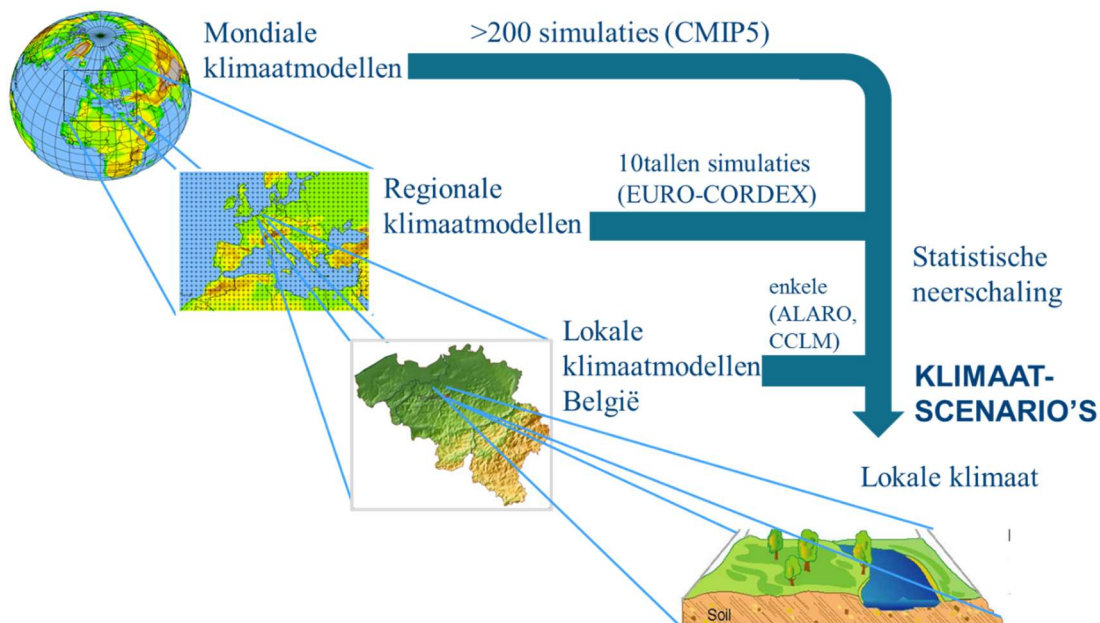 Mondiale
klimaatmodellen
>200 simulaties (CMIP5)
Regionale
klimaatmodellen
10tallen simulaties
(EURO-CORDEX)
Statistische
neerschaling
enkele
(ALARO,
CCLM)
Lokale
klimaatmodellen
België
KLIMAAT-
SCENARIO'S
Lokale klimaat
Soil